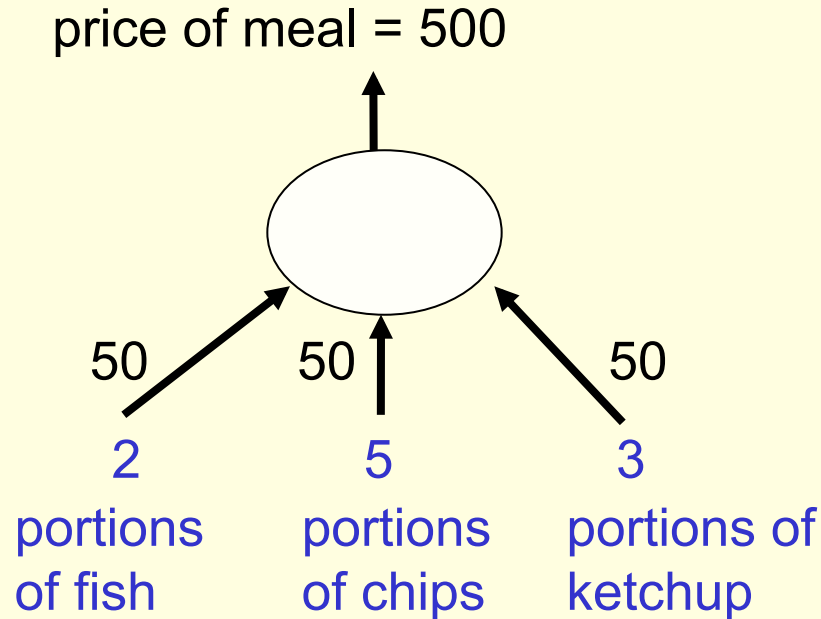 price of meal = 500
50 50 50
2 5 3
portions portions portions of
of fish of chips ketchup